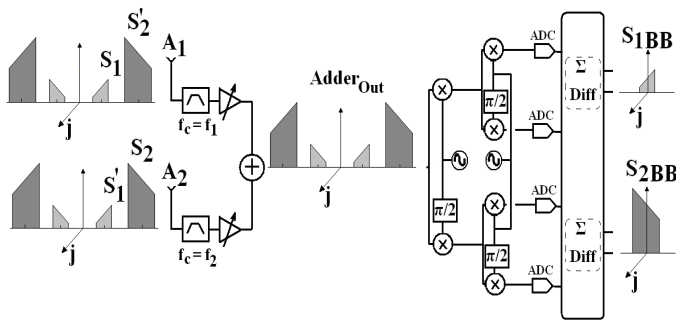 S'2
A1
S1
j
fc = f1
S2
A2
S'1
j
fc = f2
+
AdderOut
j
×
π/2
×
π/2
×
×
π/2
×
π/2
×
ADC
ADC
ADC
ADC
Σ
Diff
Σ
Diff
S1BB
j
S2BB
j